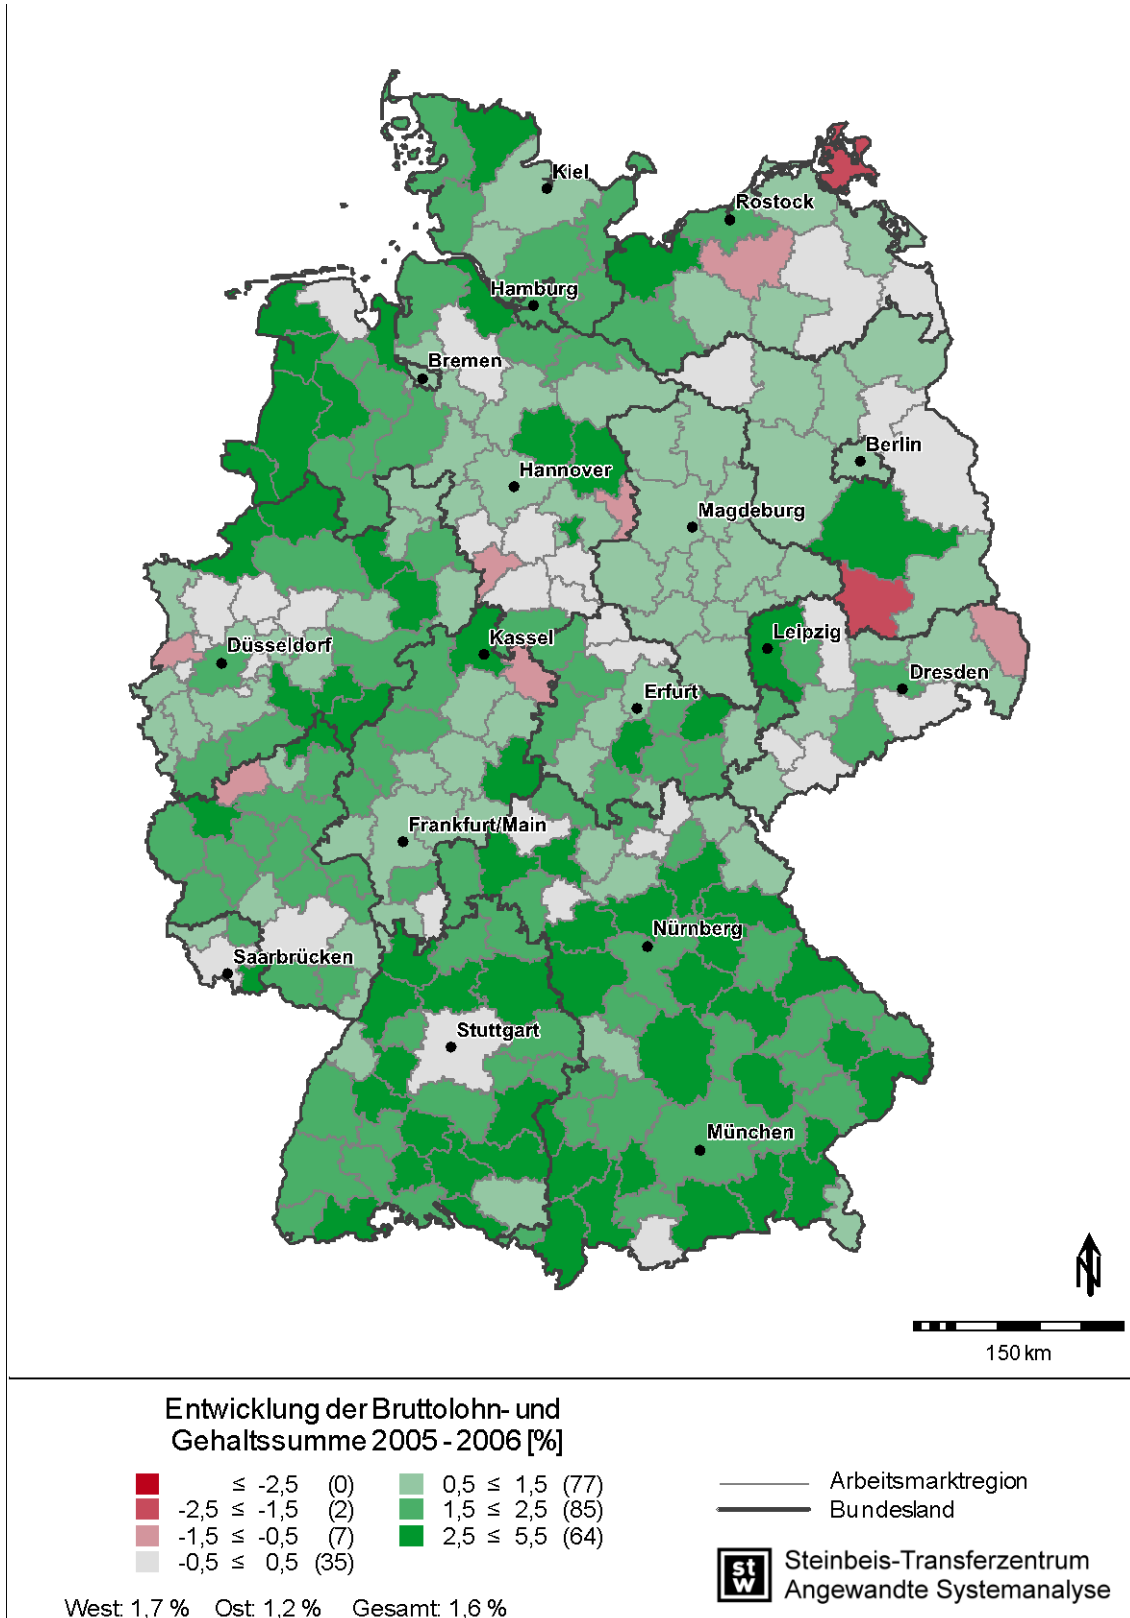 Kiel
Rostock
Hamburg
Bremen
Berlin
Hannover
Magdeburg
Düsseldorf
Kassel
Leipzig
Dresden
Erfurt
Frankfurt/Main
Nürnberg
Saarbrücken
Stuttgart
München
N
150 km
Entwicklung der Bruttolohn- und
Gehaltssumme 2005 - 2006 [%]
≤ -2,5 (0)
-2,5 ≤ -1,5 (2)
-1,5 ≤ -0,5 (7)
-0,5 ≤ 0,5 (35)
0,5 ≤ 1,5 (77)
1,5 ≤ 2,5 (85)
2,5 ≤ 5,5 (64)
West: 1,7 % Ost: 1,2 % Gesamt: 1,6 %
Arbeitsmarktregion
Bundesland
st
w
Steinbeis-Transferzentrum
Angewandte Systemanalyse